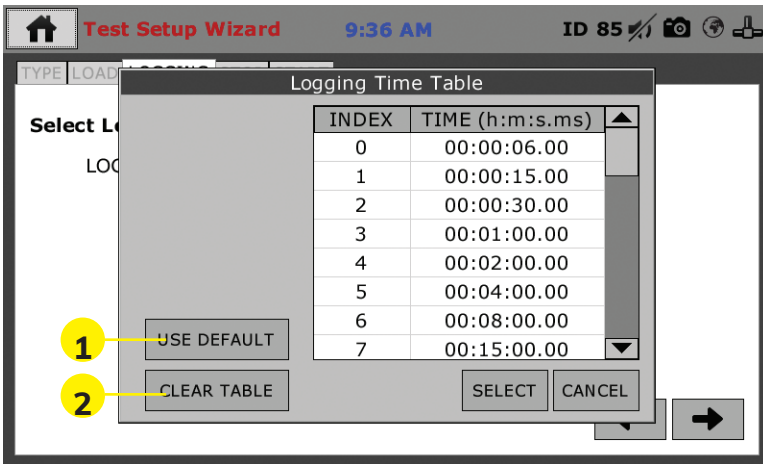 Test Setup Wizard 9:36 AM ID 85
TYPE LOAD
Logging Time Table
Select
INDEX TIME (h:m:s.ms)
0 00:00:06.00
1 00:00:15.00
2 00:00:30.00
3 00:01:00.00
4 00:02:00.00
5 00:04:00.00
6 00:08:00.00
7 00:15:00.00
1 USE DEFAULT
2 CLEAR TABLE SELECT CANCEL